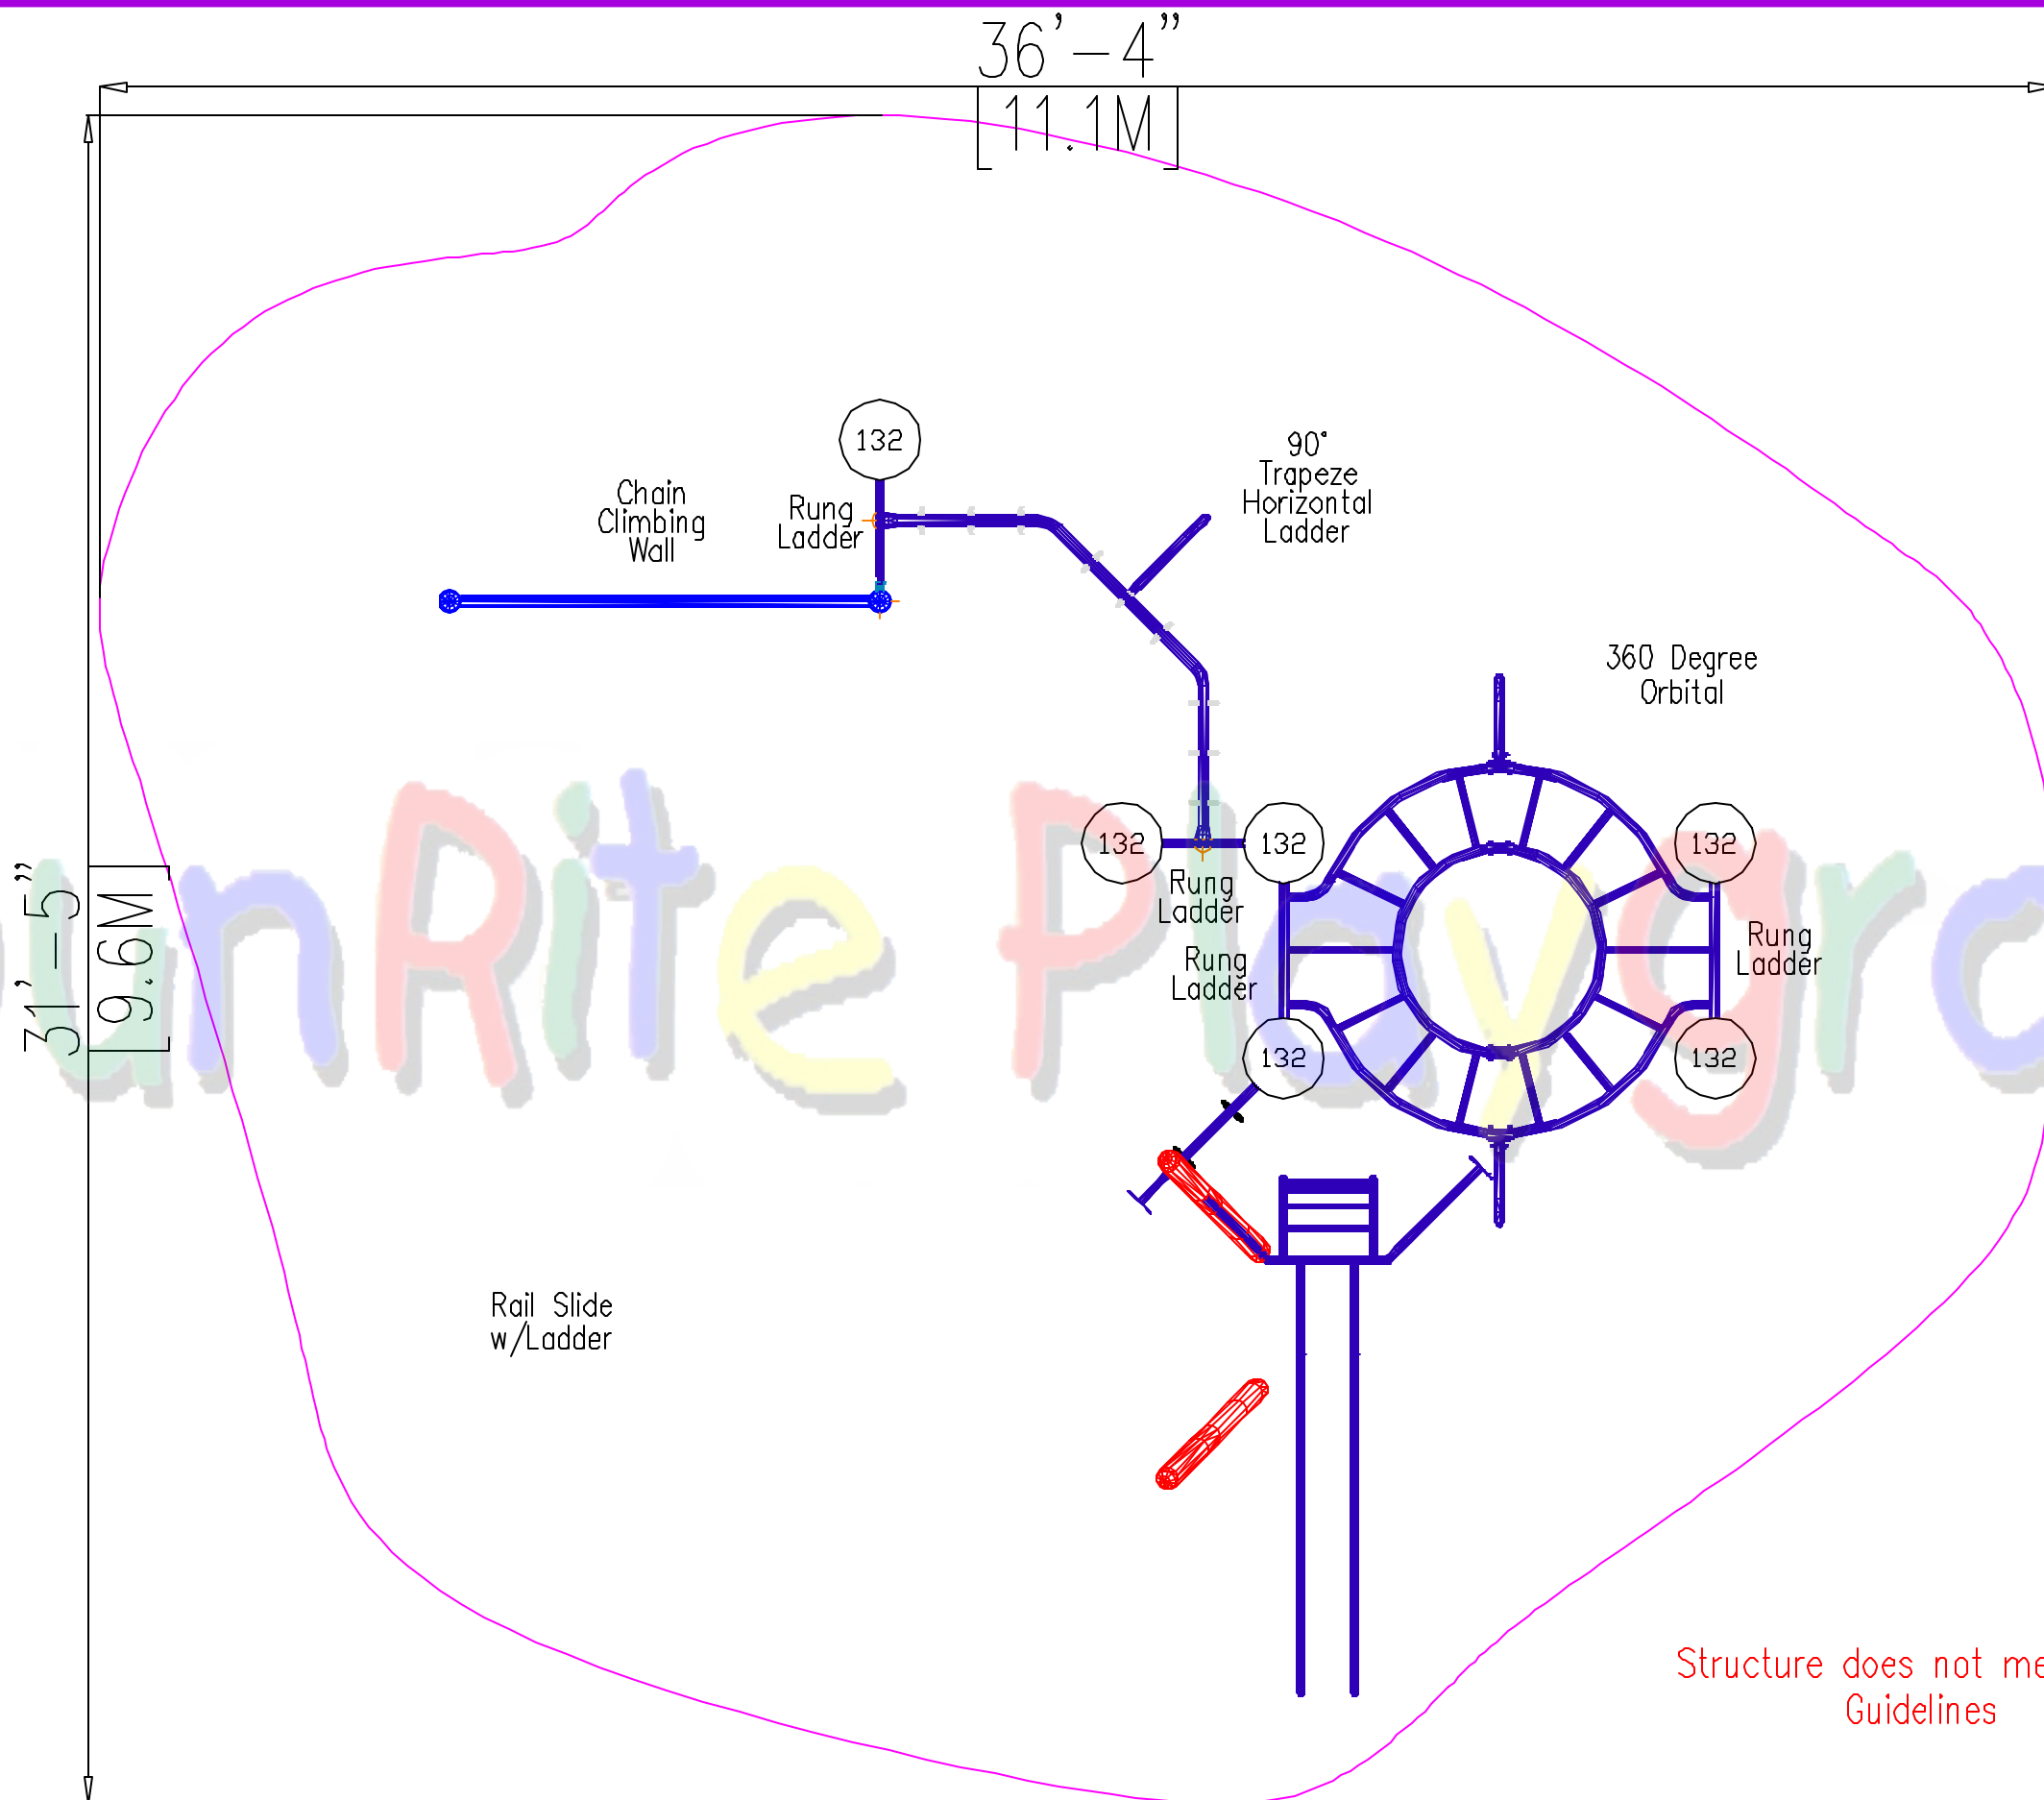 36'-4"
[11.1M]
132
90°
Trapeze
Horizontal
Ladder
Chain
Climbing
Wall
Rung
Ladder
360 Degree
Orbital
132
132
132
31'-5"
[9.6M]
Rung
Ladder
Rung
Ladder
Rung
Ladder
unRite Playgro
132
132
Rail Slide
w/Ladder
Structure does not me
Guidelines